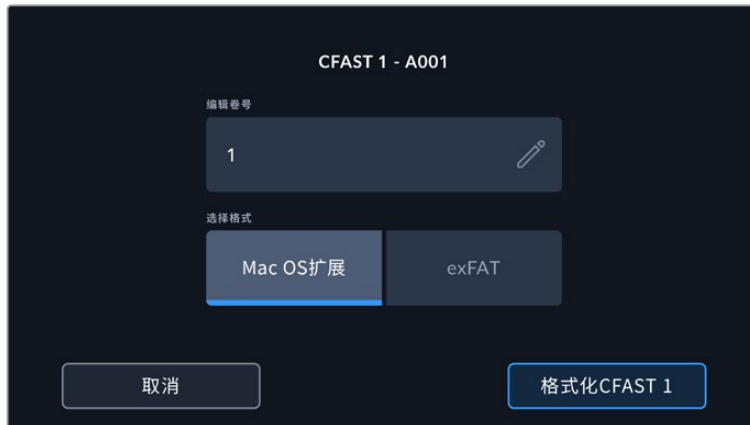 CFAST 1 - A001
编辑卷号
1
选择格式
Mac OS扩展
exFAT
取消
格式化CFAST 1